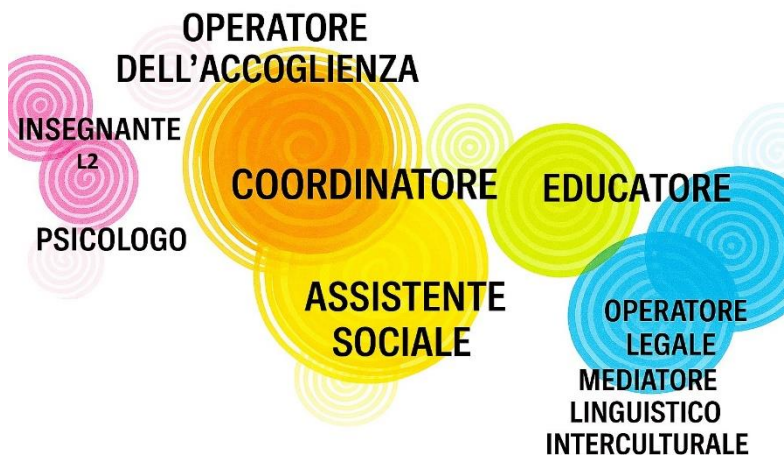 OPERATORE
DELL'ACCOGLIENZA
INSEGNANTE
L2
PSICOLOGO
COORDINATORE
EDUCATORE
ASSISTENTE
SOCIALE
OPERATORE
LEGALE
MEDIATORE
LINGUISTICO
INTERCULTURALE